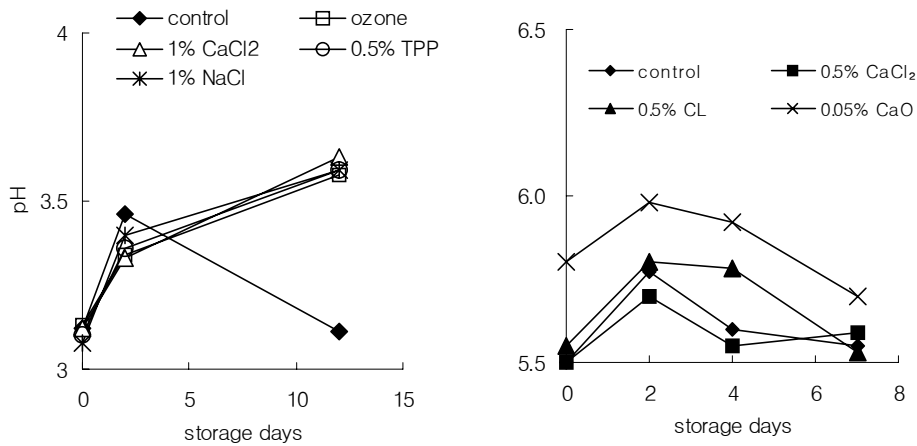 control ozone
1% CaCl2 0.5% TPP
1% NaCl
4
3.5
3
pH
0 5 10 15
storage days
6.5
control 0.5% CaCl₂
0.5% CL 0.05% CaO
6.0
5.5
0 2 4 6 8
storage days